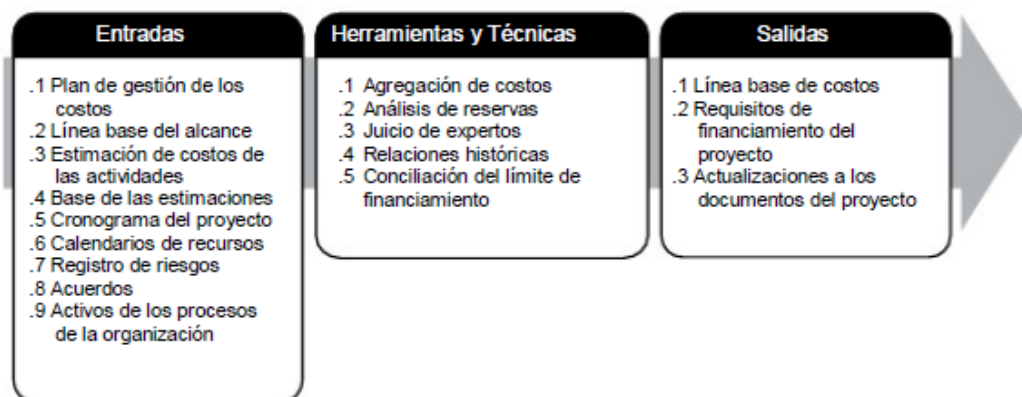 Entradas
.1 Plan de gestión de los
costos
.2 Línea base del alcance
.3 Estimación de costos de
las actividades
.4 Base de las estimaciones
.5 Cronograma del proyecto
.6 Calendarios de recursos
.7 Registro de riesgos
.8 Acuerdos
.9 Activos de los procesos
de la organización
Herramientas y Técnicas
.1 Agregación de costos
.2 Análisis de reservas
.3 Juicio de expertos
.4 Relaciones históricas
.5 Conciliación del límite de
financiamiento
Salidas
.1 Línea base de costos
.2 Requisitos de
financiamiento del
proyecto
.3 Actualizaciones a los
documentos del proyecto